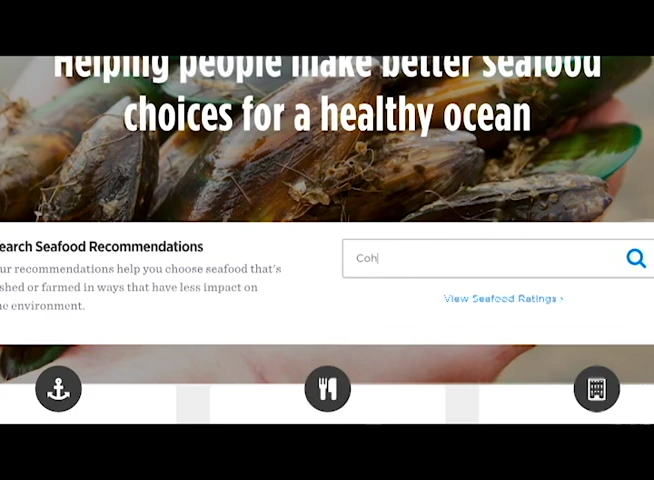 Helping people make better seafood
choices for a healthy ocean
earch Seafood Recommendations
ur recommendations help you choose seafood that's
shed or farmed in ways that have less impact on
ne environment.
Coh
View Seafood Ratings ›